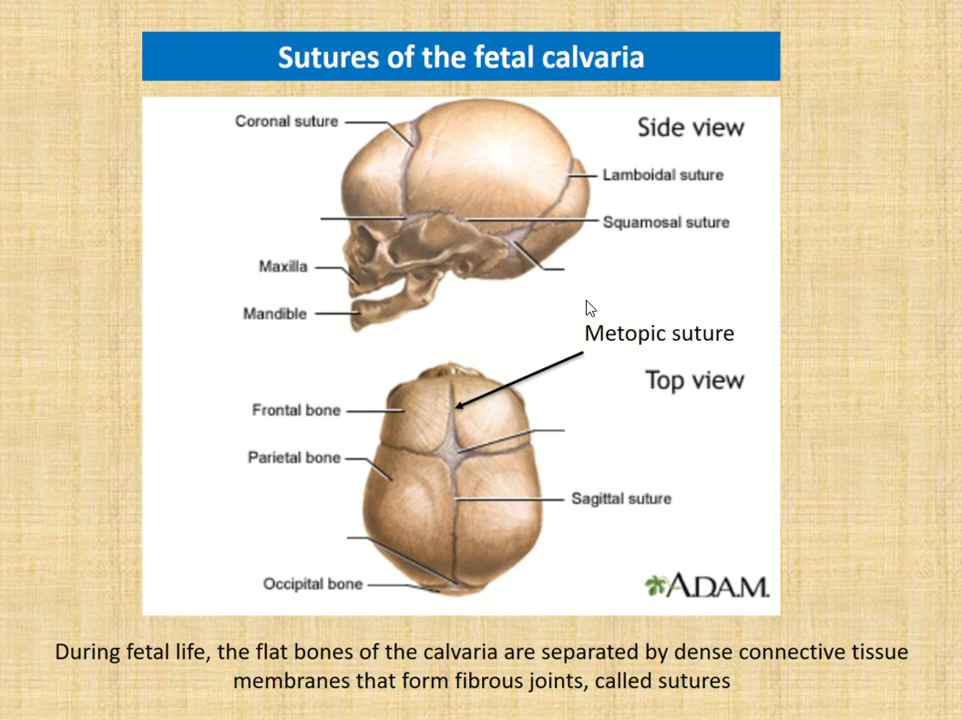 Sutures of the fetal calvaria
Coronal suture
Side view
Lamboidal suture
Squamosal suture
Maxilla
Mandible
Metopic suture
Top view
Frontal bone
Parietal bone
Sagittal suture
Occipital bone
A.D.A.M.
During fetal life, the flat bones of the calvaria are separated by dense connective tissue
membranes that form fibrous joints, called sutures